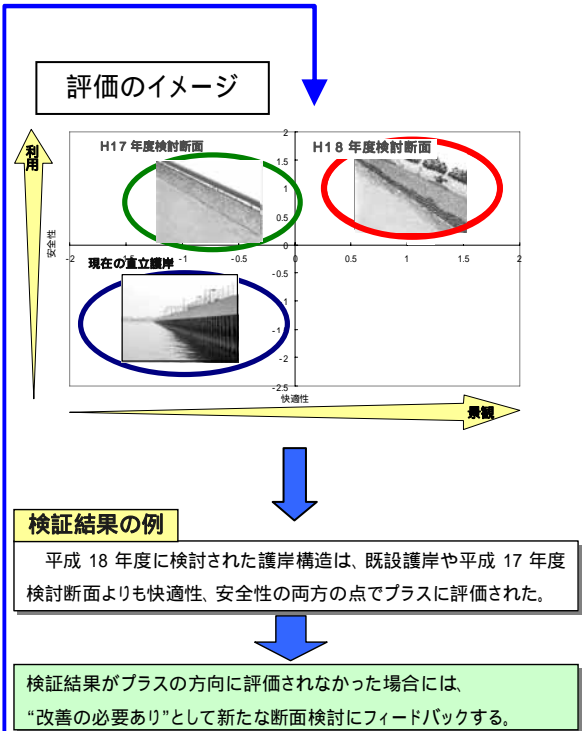 評価のイメージ
利用
安全性
H17 年度検討断面
H18 年度検討断面
2
1.5
1
0.5
0
-2
-1.5
-1
-0.5
0
0.5
1
1.5
2
現在の直立護岸
-0.5
-1
-1.5
-2
-2.5
快適性
景観
検証結果の例
平成 18 年度に検討された護岸構造は、既設護岸や平成 17 年度
検討断面よりも快適性、安全性の両方の点でプラスに評価された。
検証結果がプラスの方向に評価されなかった場合には、
“改善の必要あり”として新たな断面検討にフィードバックする。